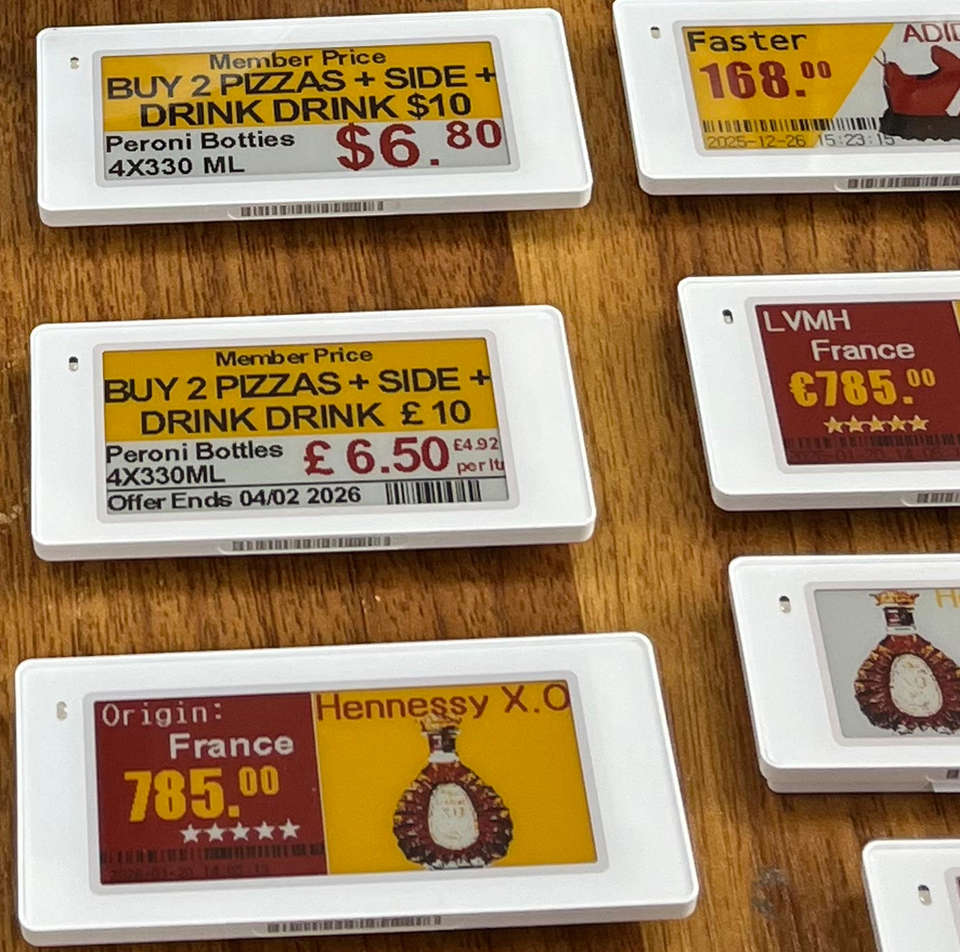 Member Price
BUY 2 PIZZAS + SIDE +
DRINK DRINK $10
Peroni Botties
4X330 ML
$6.80
Faster
168.00
2025-12-26 15:23:15
Member Price
BUY 2 PIZZAS + SIDE +
DRINK DRINK £ 10
Peroni Bottles
4X330ML
£ 6.50
£4.92
per
Offer Ends 04/02 2026
LVMH
France
€785.00
Origin:
France
785.00
Hennessy X.O